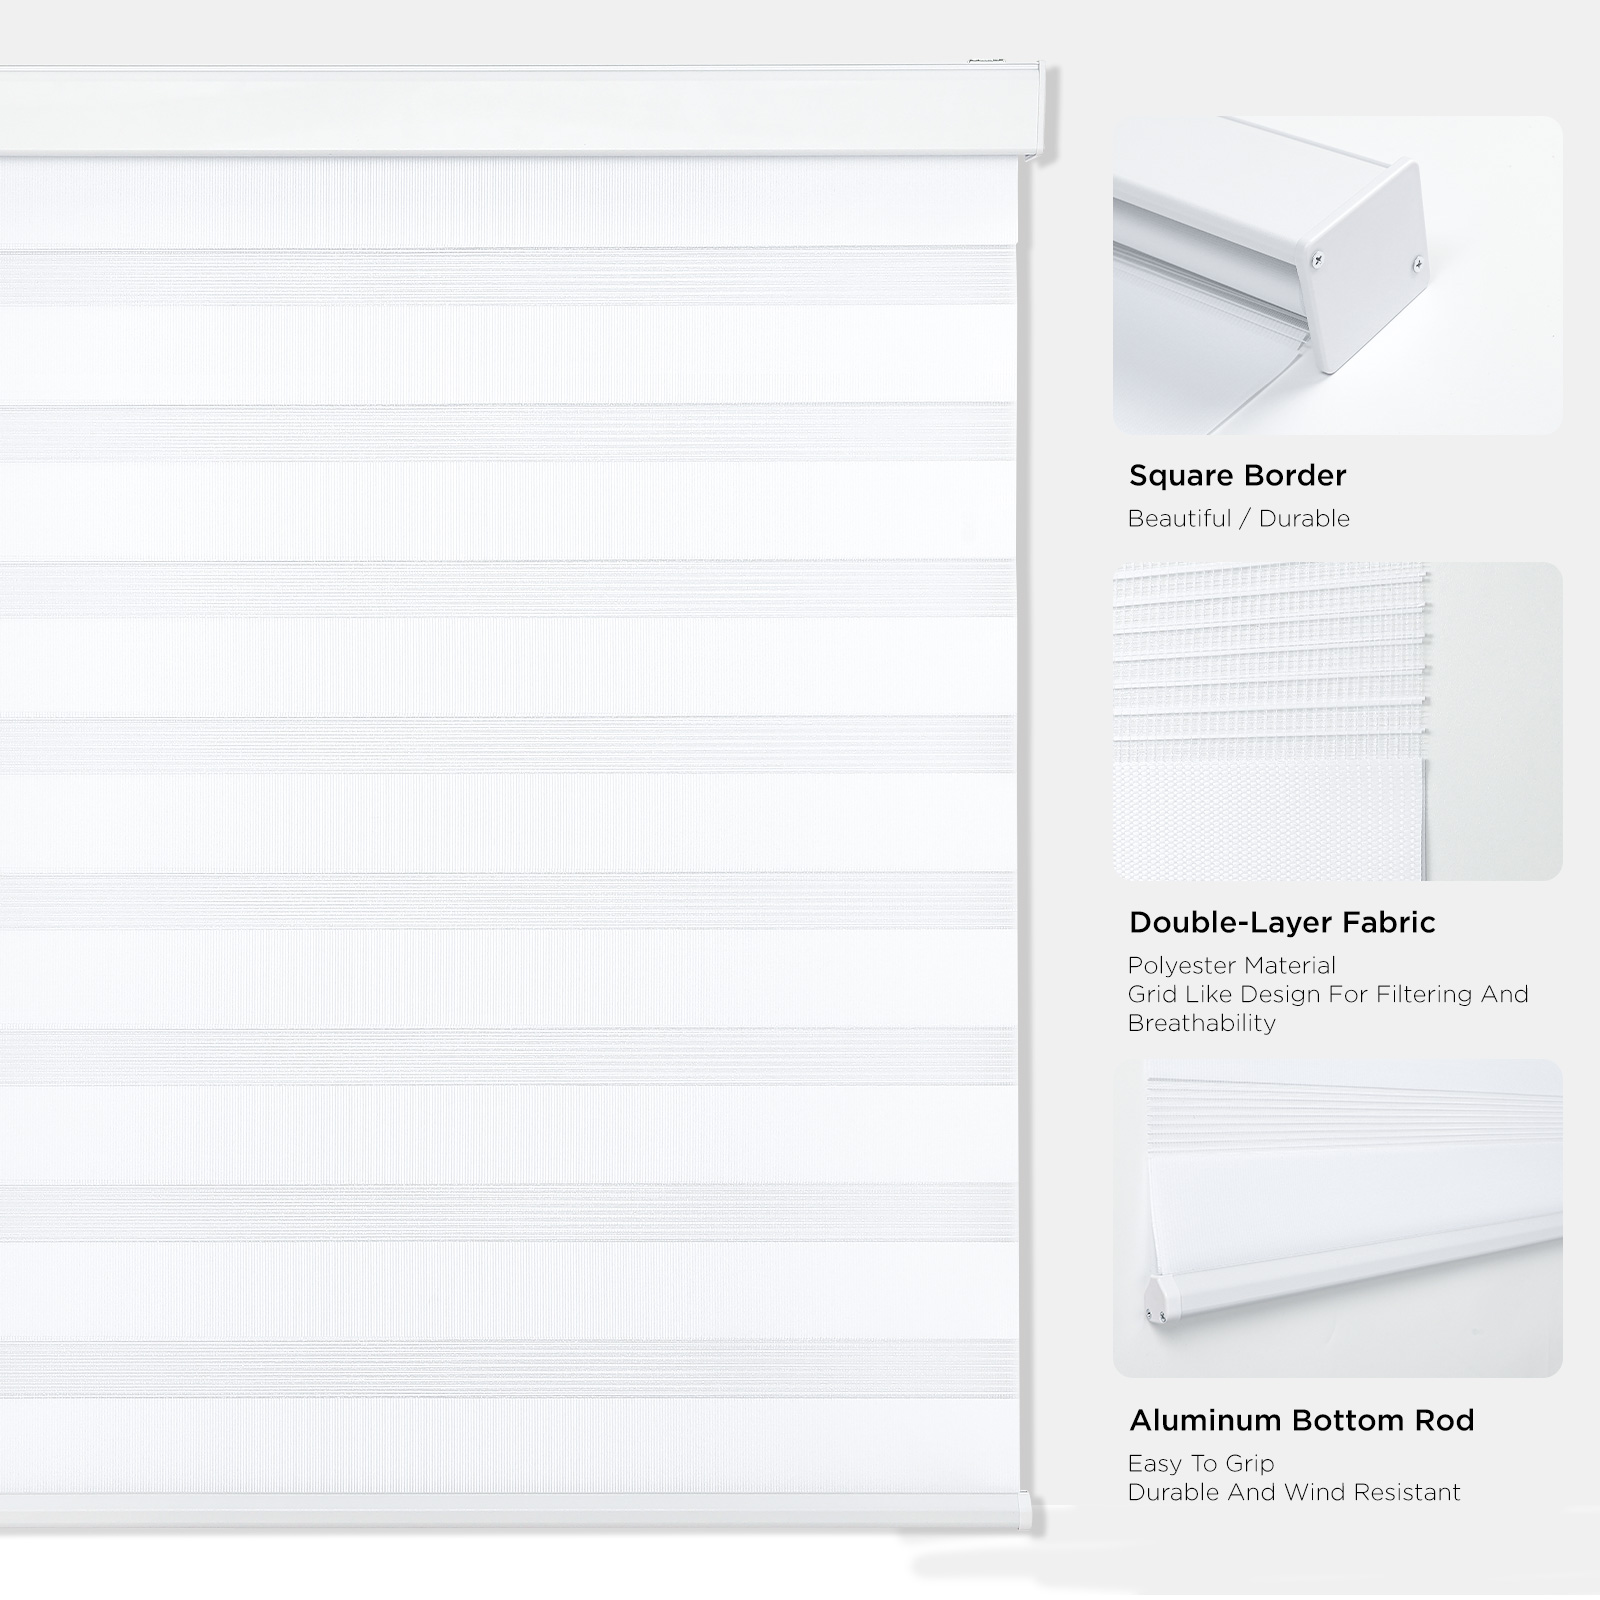 Square Border
Beautiful / Durable
Double-Layer Fabric
Polyester Material
Grid Like Design For Filtering And
Breathability
Aluminum Bottom Rod
Easy To Grip
Durable And Wind Resistant